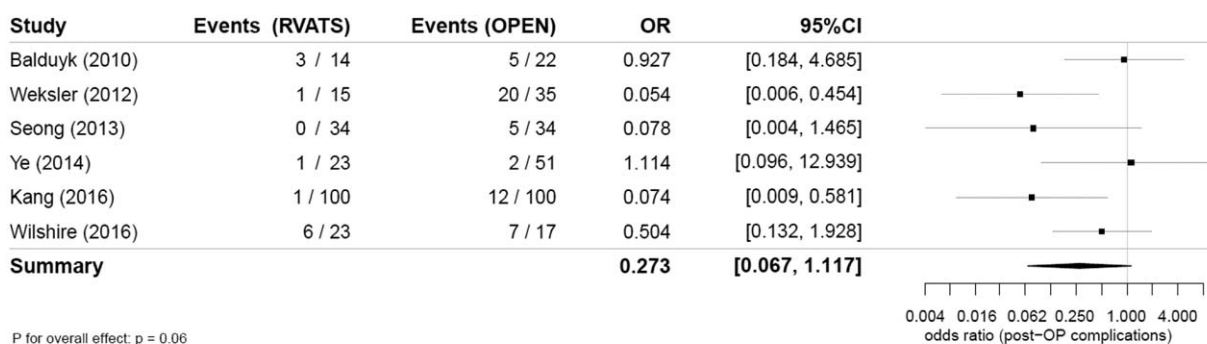 Study Events (RVATS) Events (OPEN) OR 95%CI
Balduyk (2010) 3 / 14 5 / 22 0.927 [0.184, 4.685]
Weksler (2012) 1 / 15 20 / 35 0.054 [0.006, 0.454]
Seong (2013) 0 / 34 5 / 34 0.078 [0.004, 1.465]
Ye (2014) 1 / 23 2 / 51 1.114 [0.096, 12.939]
Kang (2016) 1 / 100 12 / 100 0.074 [0.009, 0.581]
Wilshire (2016) 6 / 23 7 / 17 0.504 [0.132, 1.928]
Summary 0.273 [0.067, 1.117]
0.004 0.016 0.062 0.250 1.000 4.000
odds ratio (post−OP complications)
P for overall effect: p = 0.06